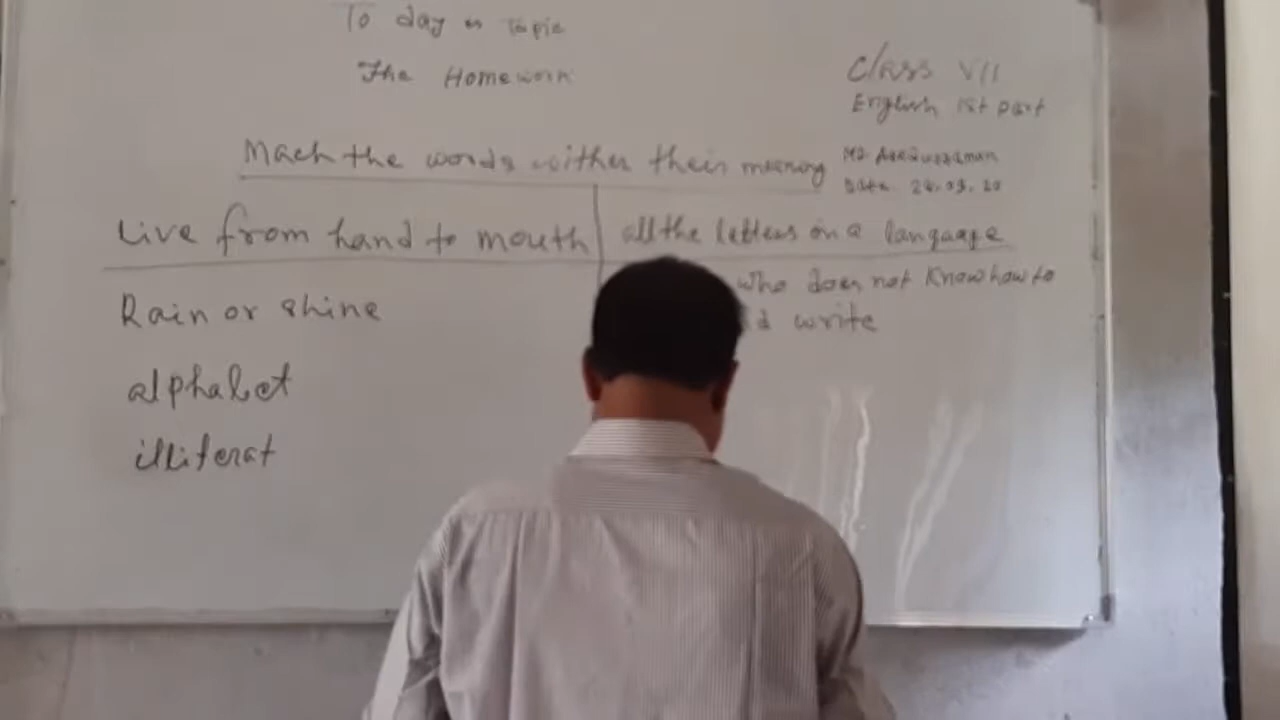 To day is Topic
The Homework
Class VII
English 1st part
Mach the words withe their meaning
Md.
Date. 24.03.20
Live from hand to mouth
all the letters on a language
Rain or shine
who does not Know how to
write
alphabet
illiterat